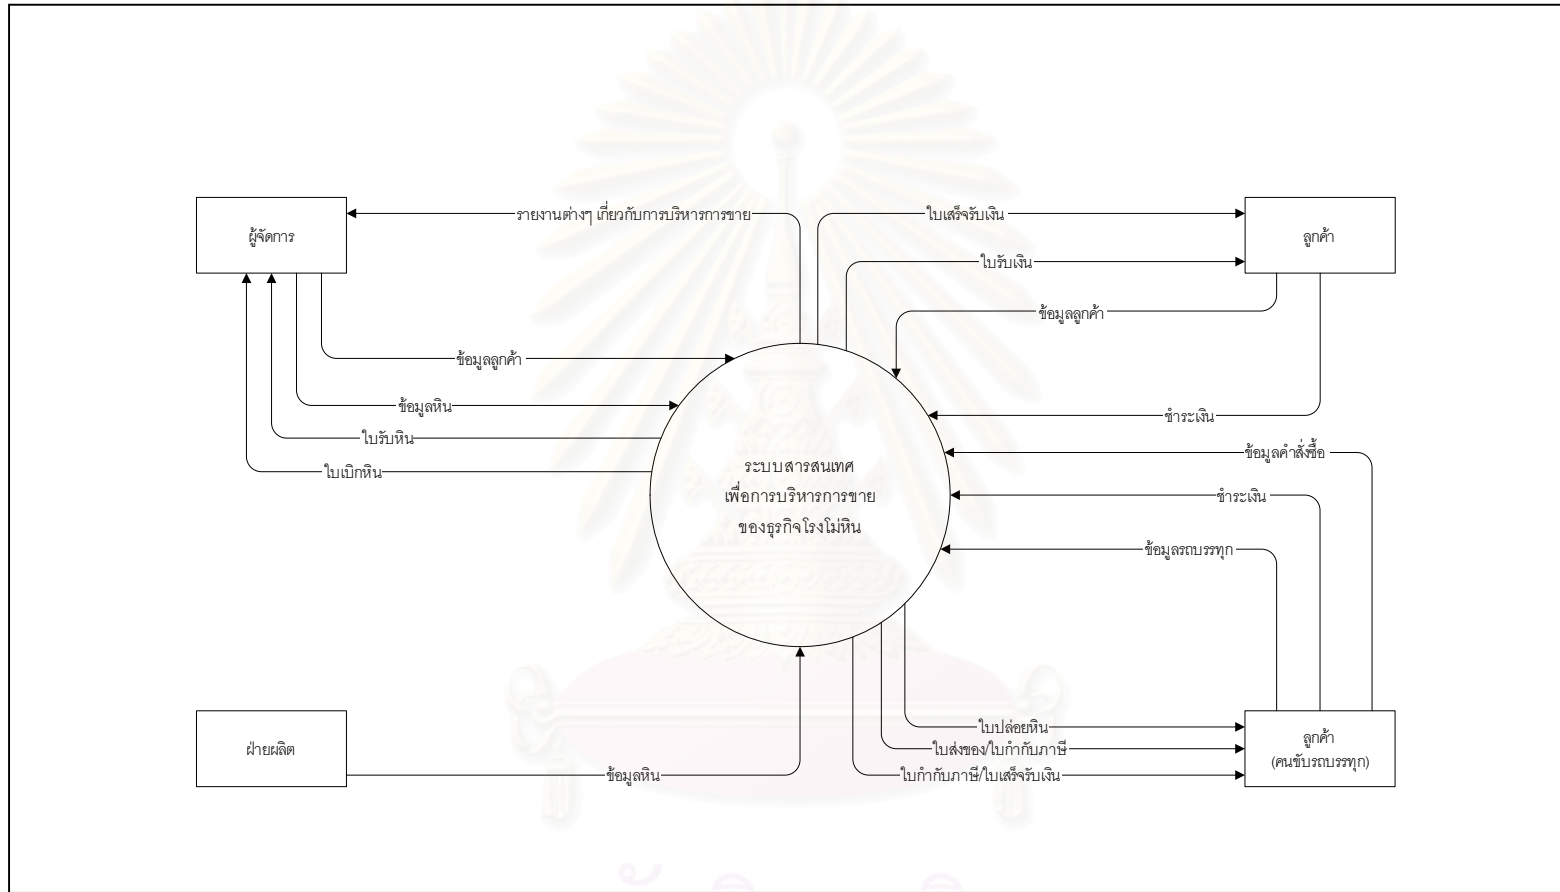 รายงานต่างๆ เกี่ยวกับการบริหารการขาย
ใบเสร็จรับเงิน
ผู้จัดการ
ลูกค้า
ใบรับเงิน
ข้อมูลลูกค้า
ข้อมูลลูกค้า
ข้อมูลหิน
ชำระเงิน
ใบรับหิน
ข้อมูลคำสั่งซื้อ
ใบเบิกหิน
ระบบสารสนเทศ
เพื่อการบริหารการขาย
ของธุรกิจโรงโม่หิน
ชำระเงิน
ข้อมูลรถบรรทุก
ใบปล่อยหิน
ใบส่งของ/ใบกำกับภาษี
ใบกำกับภาษี/ใบเสร็จรับเงิน
ลูกค้า
(คนขับรถบรรทุก)
ฝ่ายผลิต
ข้อมูลหิน